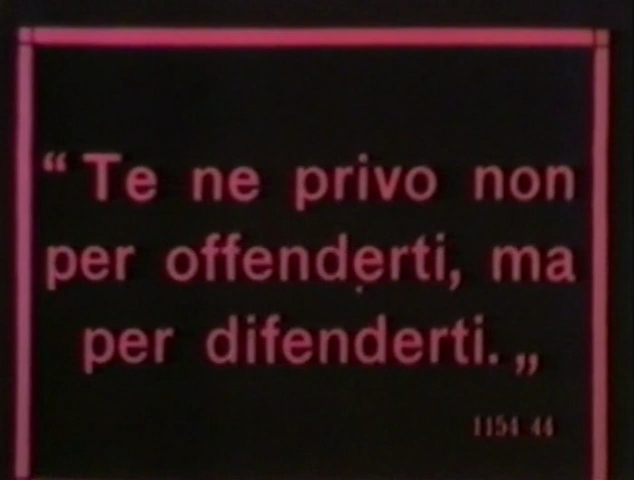 “Te ne privo non
per offenderti, ma
per difenderti.„
1154 44